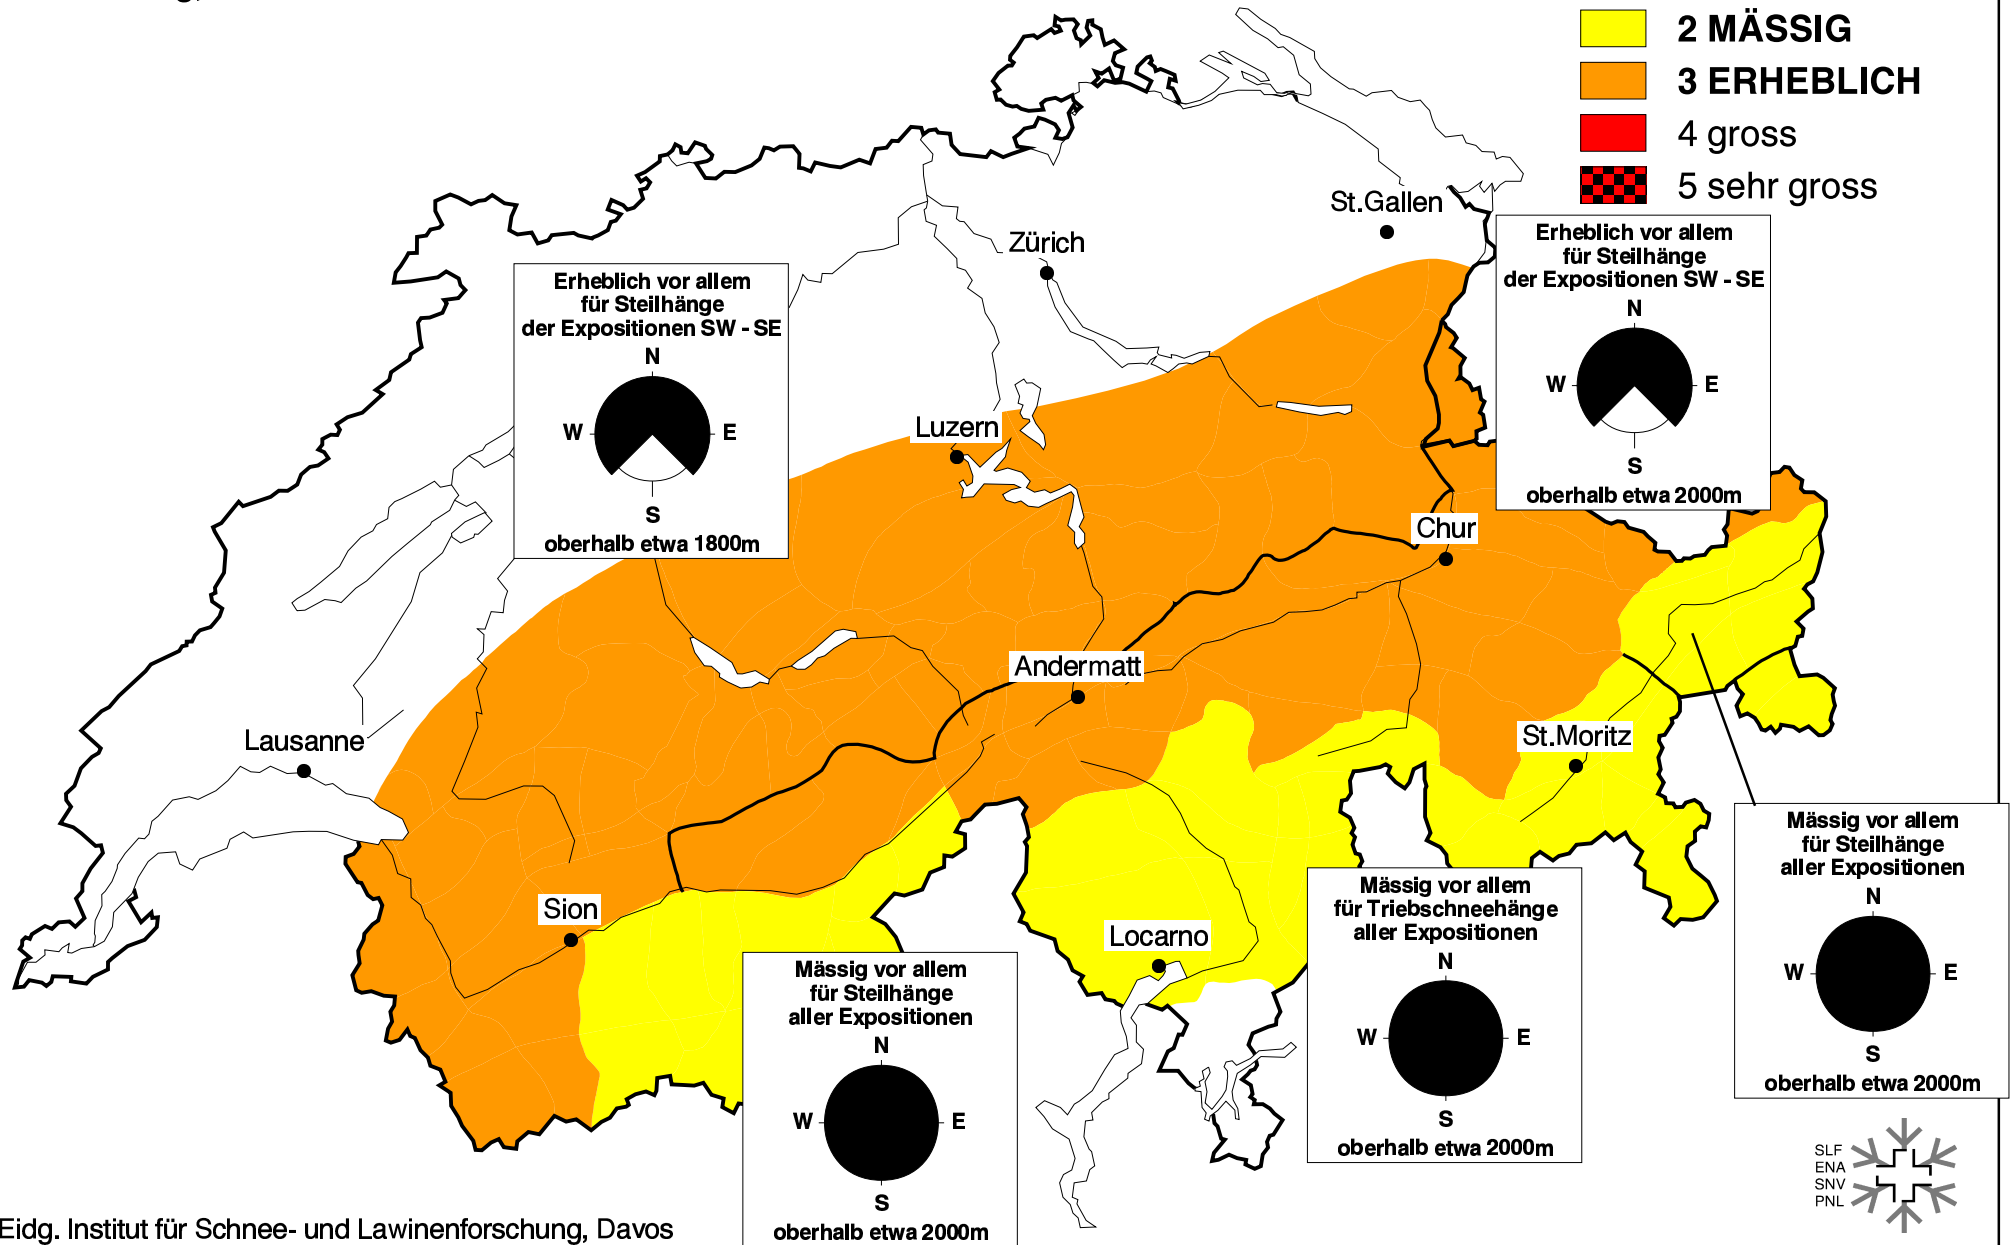 2 MÄSSIG
3 ERHEBLICH
4 gross
5 sehr gross
St.Gallen
Zürich
Erheblich vor allem
für Steilhänge
der Expositionen SW - SE
N
W
E
S
oberhalb etwa 2000m
Erheblich vor allem
für Steilhänge
der Expositionen SW - SE
N
W
E
S
oberhalb etwa 1800m
Luzern
Chur
Andermatt
Lausanne
St.Moritz
Sion
Locarno
Mässig vor allem
für Steilhänge
aller Expositionen
N
W
E
S
oberhalb etwa 2000m
Mässig vor allem
für Triebschneehänge
aller Expositionen
N
W
E
S
oberhalb etwa 2000m
Mässig vor allem
für Steilhänge
aller Expositionen
N
W
E
S
oberhalb etwa 2000m
SLF
ENA
SNV
PNL
Eidg. Institut für Schnee- und Lawinenforschung, Davos